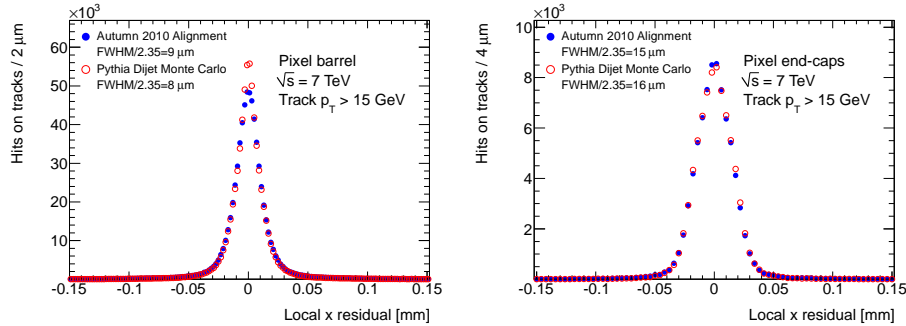 ×10³
Hits on tracks / 2 μm
60
50
40
30
20
10
0
Autumn 2010 Alignment
FWHM/2.35=9 μm
Pythia Dijet Monte Carlo
FWHM/2.35=8 μm
Pixel barrel
√s = 7 TeV
Track p_T > 15 GeV
-0.15 -0.1 -0.05 0 0.05 0.1 0.15
Local x residual [mm]
×10³
Hits on tracks / 4 μm
10
8
6
4
2
0
Autumn 2010 Alignment
FWHM/2.35=15 μm
Pythia Dijet Monte Carlo
FWHM/2.35=16 μm
Pixel end-caps
√s = 7 TeV
Track p_T > 15 GeV
-0.15 -0.1 -0.05 0 0.05 0.1 0.15
Local x residual [mm]